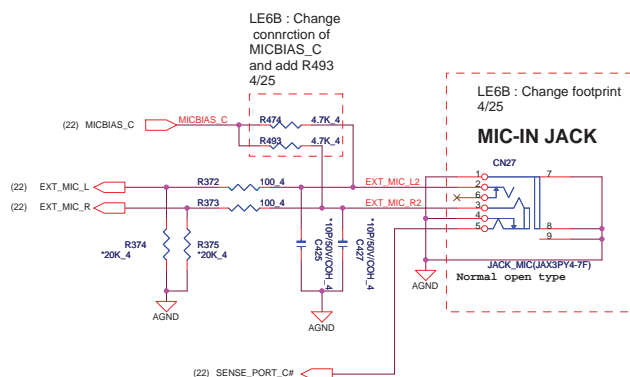 LE6B : Change
connrction of
MICBIAS_C
and add R493
4/25
LE6B : Change footprint
4/25
MIC-IN JACK
(22) MICBIAS_C
MICBIAS_C
R474 4.7K_4
R493 4.7K_4
CN27
(22) EXT_MIC_L
R372 100_4
EXT_MIC_L2
(22) EXT_MIC_R
R373 100_4
EXT_MIC_R2
1
2
6
3
4
5
7
8
9
R374
*20K_4
R375
*20K_4
*10P/50V/COH_4
C425
*10P/50V/COH_4
C427
JACK_MIC(JAX3PY4-7F)
Normal open type
AGND
AGND
AGND
(22) SENSE_PORT_C#